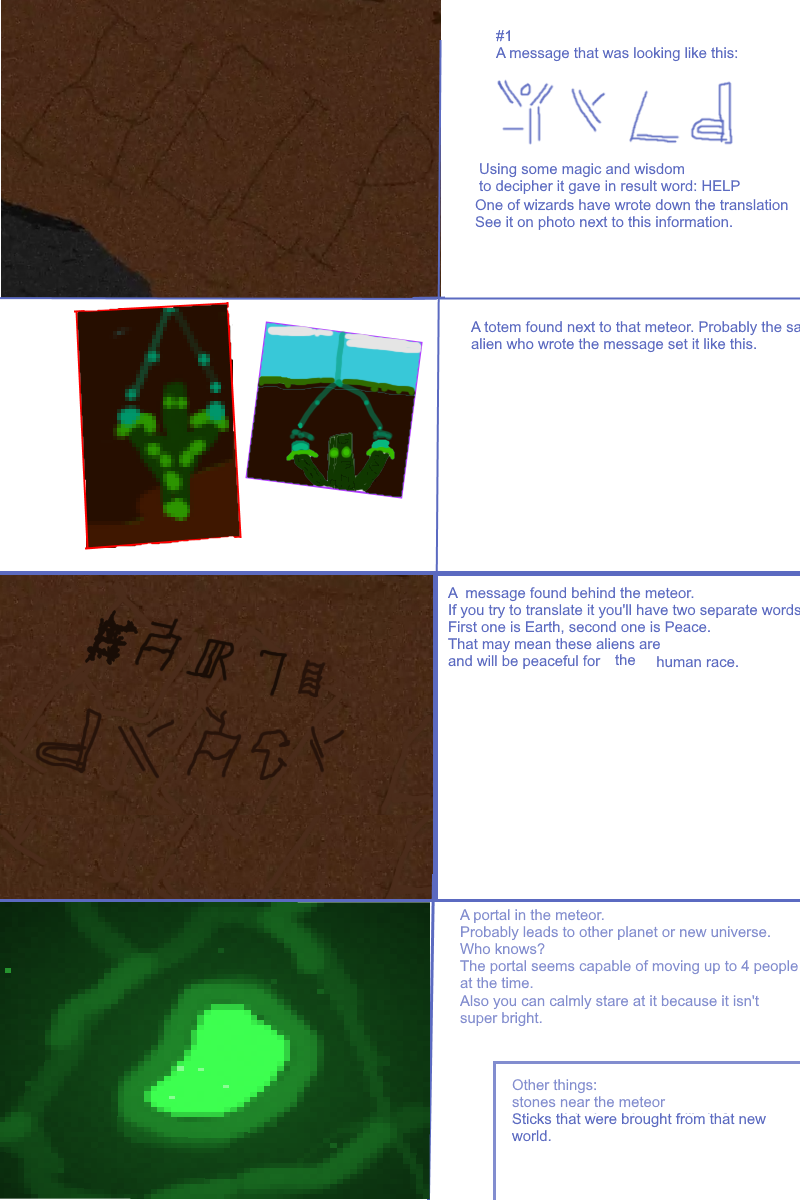 #1
A message that was looking like this:
Using some magic and wisdom
to decipher it gave in result word: HELP
One of wizards have wrote down the translation
See it on photo next to this information.
A totem found next to that meteor. Probably the sa
alien who wrote the message set it like this.
A message found behind the meteor.
If you try to translate it you'll have two separate words
First one is Earth, second one is Peace.
That may mean these aliens are
and will be peaceful for the human race.
A portal in the meteor.
Probably leads to other planet or new universe.
Who knows?
The portal seems capable of moving up to 4 people
at the time.
Also you can calmly stare at it because it isn't
super bright.
Other things:
stones near the meteor
Sticks that were brought from that new
world.